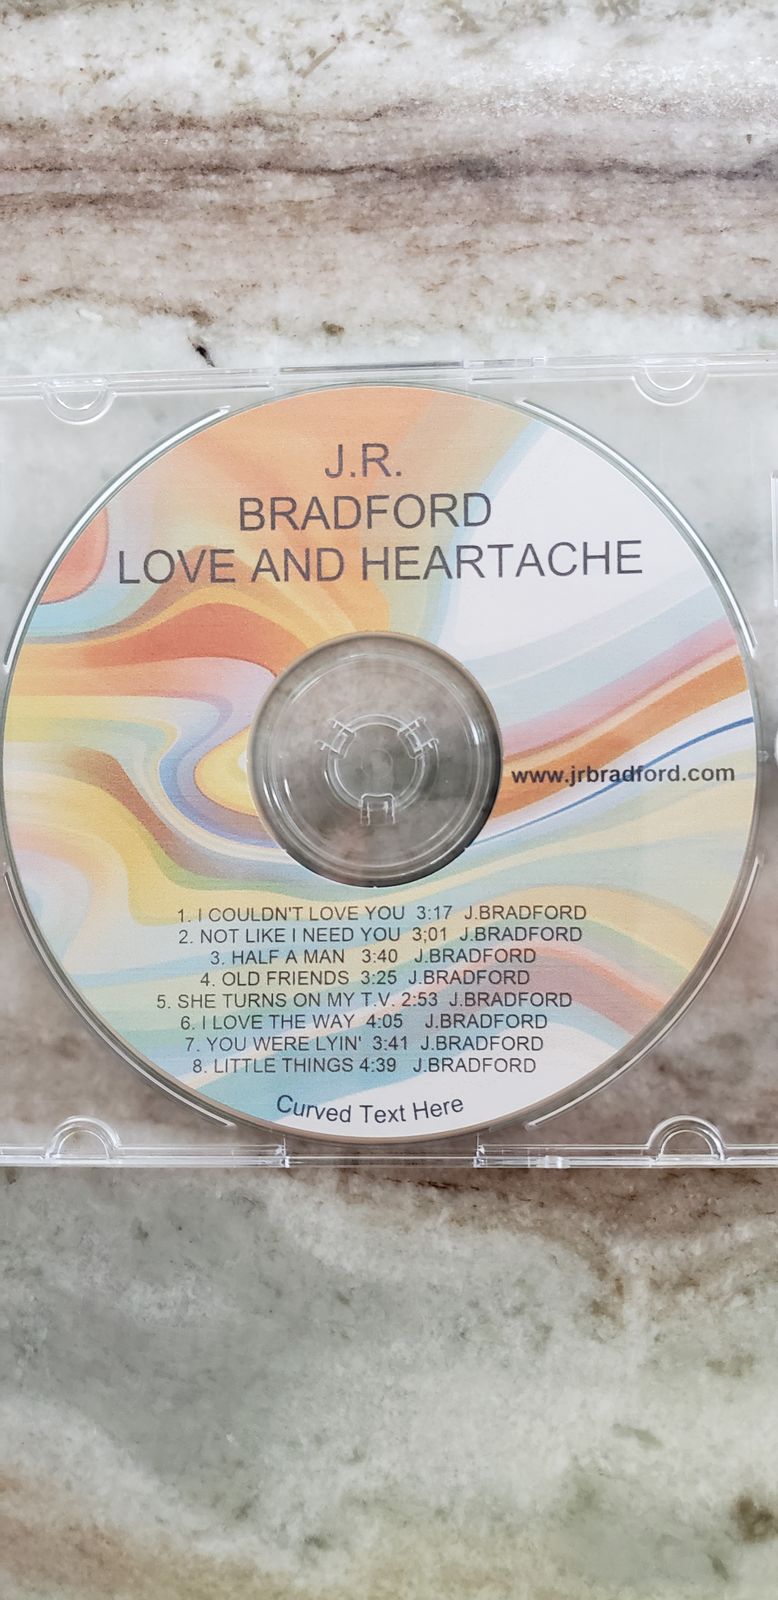 J.R.
BRADFORD
LOVE AND HEARTACHE
www.jrbradford.com
1. I COULDN'T LOVE YOU 3:17 J.BRADFORD
2. NOT LIKE I NEED YOU 3;01 J.BRADFORD
3. HALF A MAN 3:40 J.BRADFORD
4. OLD FRIENDS 3:25 J.BRADFORD
5. SHE TURNS ON MY T.V. 2:53 J.BRADFORD
6. I LOVE THE WAY 4:05 J.BRADFORD
7. YOU WERE LYIN' 3:41 J.BRADFORD
8. LITTLE THINGS 4:39 J.BRADFORD
Curved Text Here